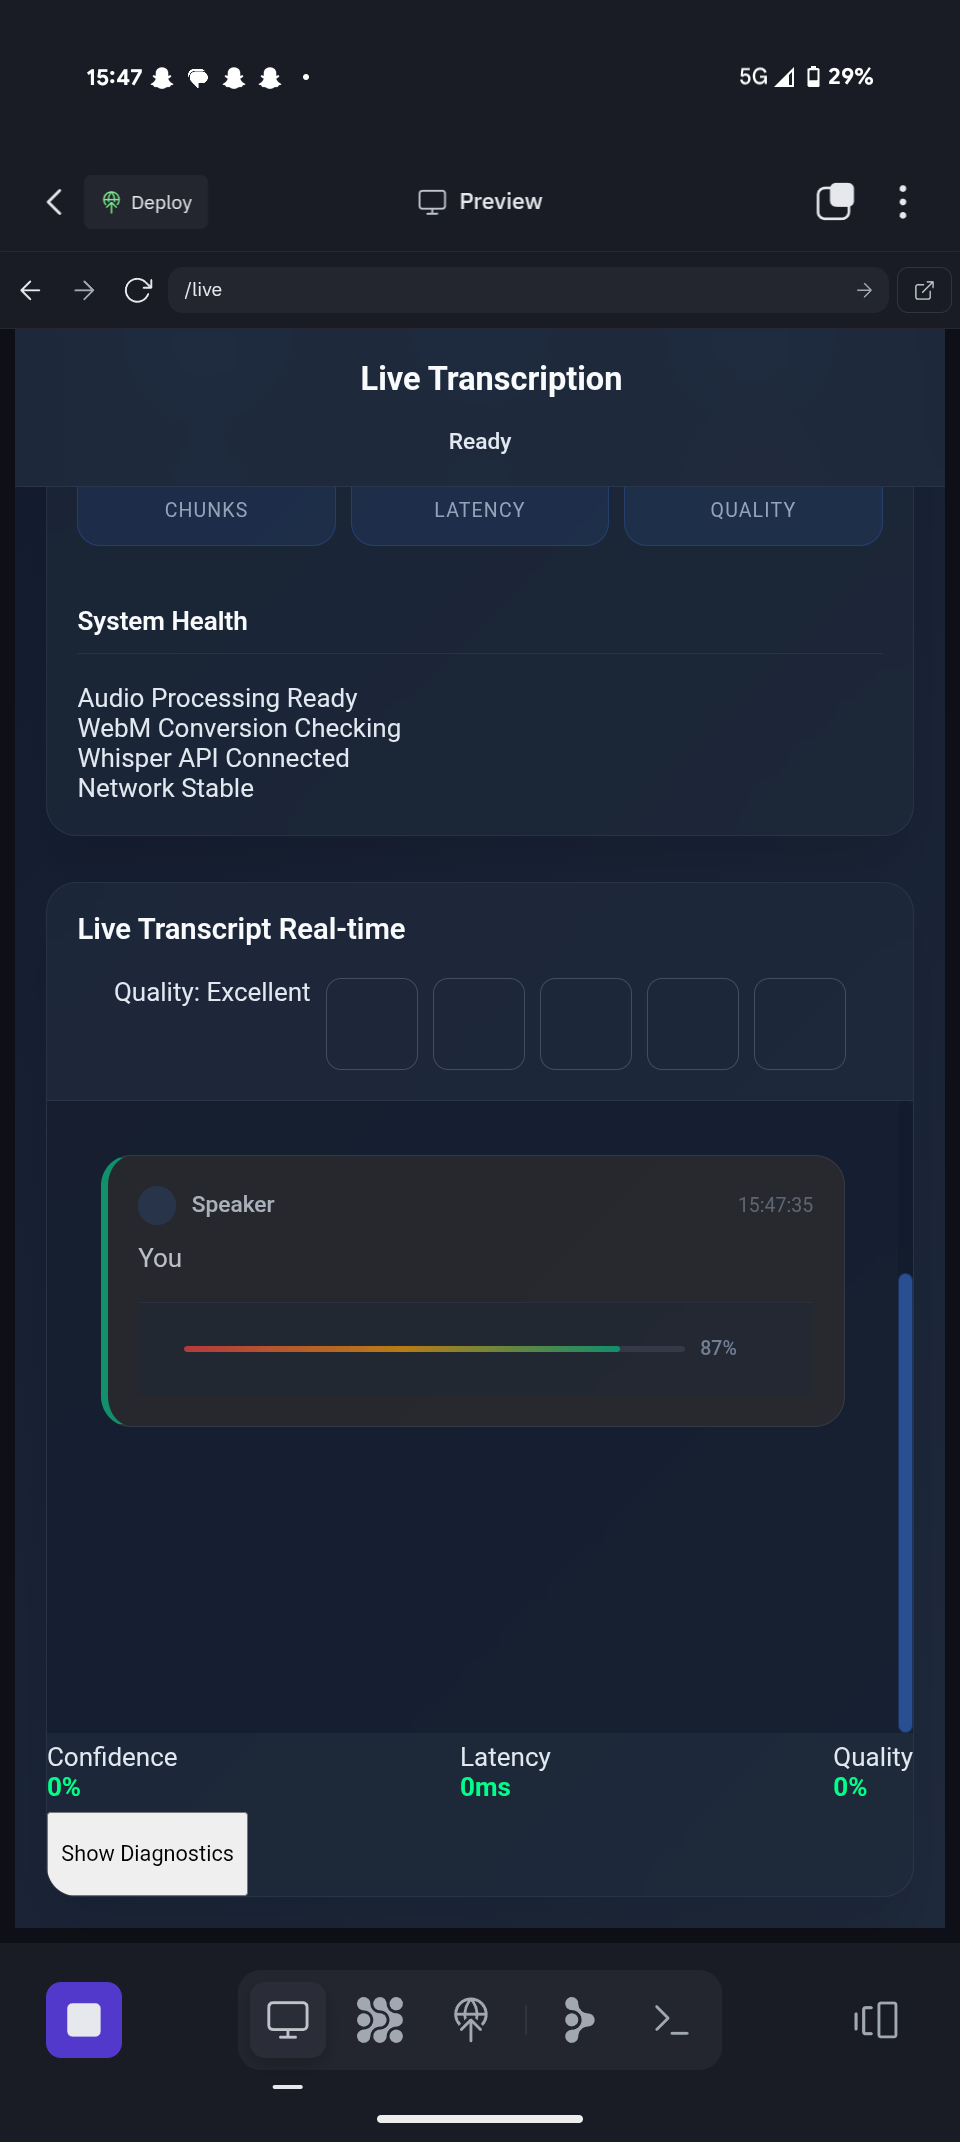 15:47
5G 29%
Deploy
Preview
/live
Live Transcription
Ready
CHUNKS LATENCY QUALITY
System Health
Audio Processing Ready
WebM Conversion Checking
Whisper API Connected
Network Stable
Live Transcript Real-time
Quality: Excellent
Speaker 15:47:35
You
87%
Confidence Latency Quality
0% 0ms 0%
Show Diagnostics